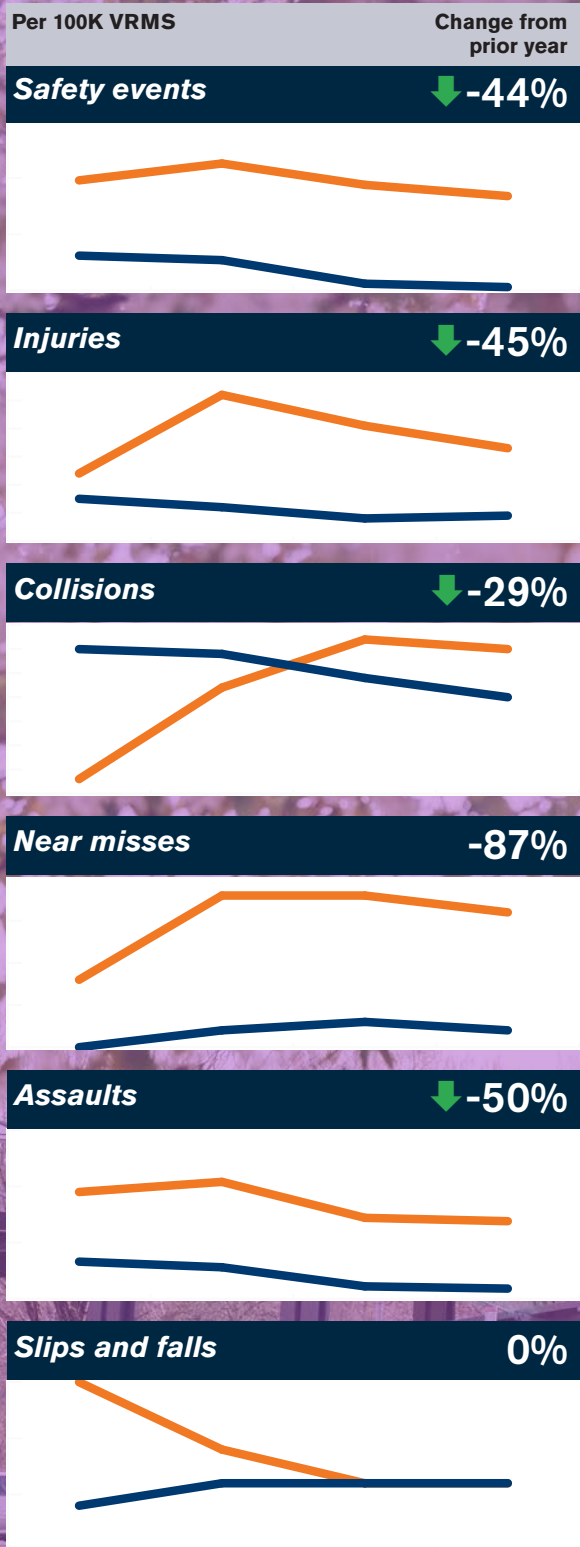 Per 100K VRMS
Change from
prior year
Safety events
-44%
Injuries
-45%
Collisions
-29%
Near misses
-87%
Assaults
-50%
Slips and falls
0%